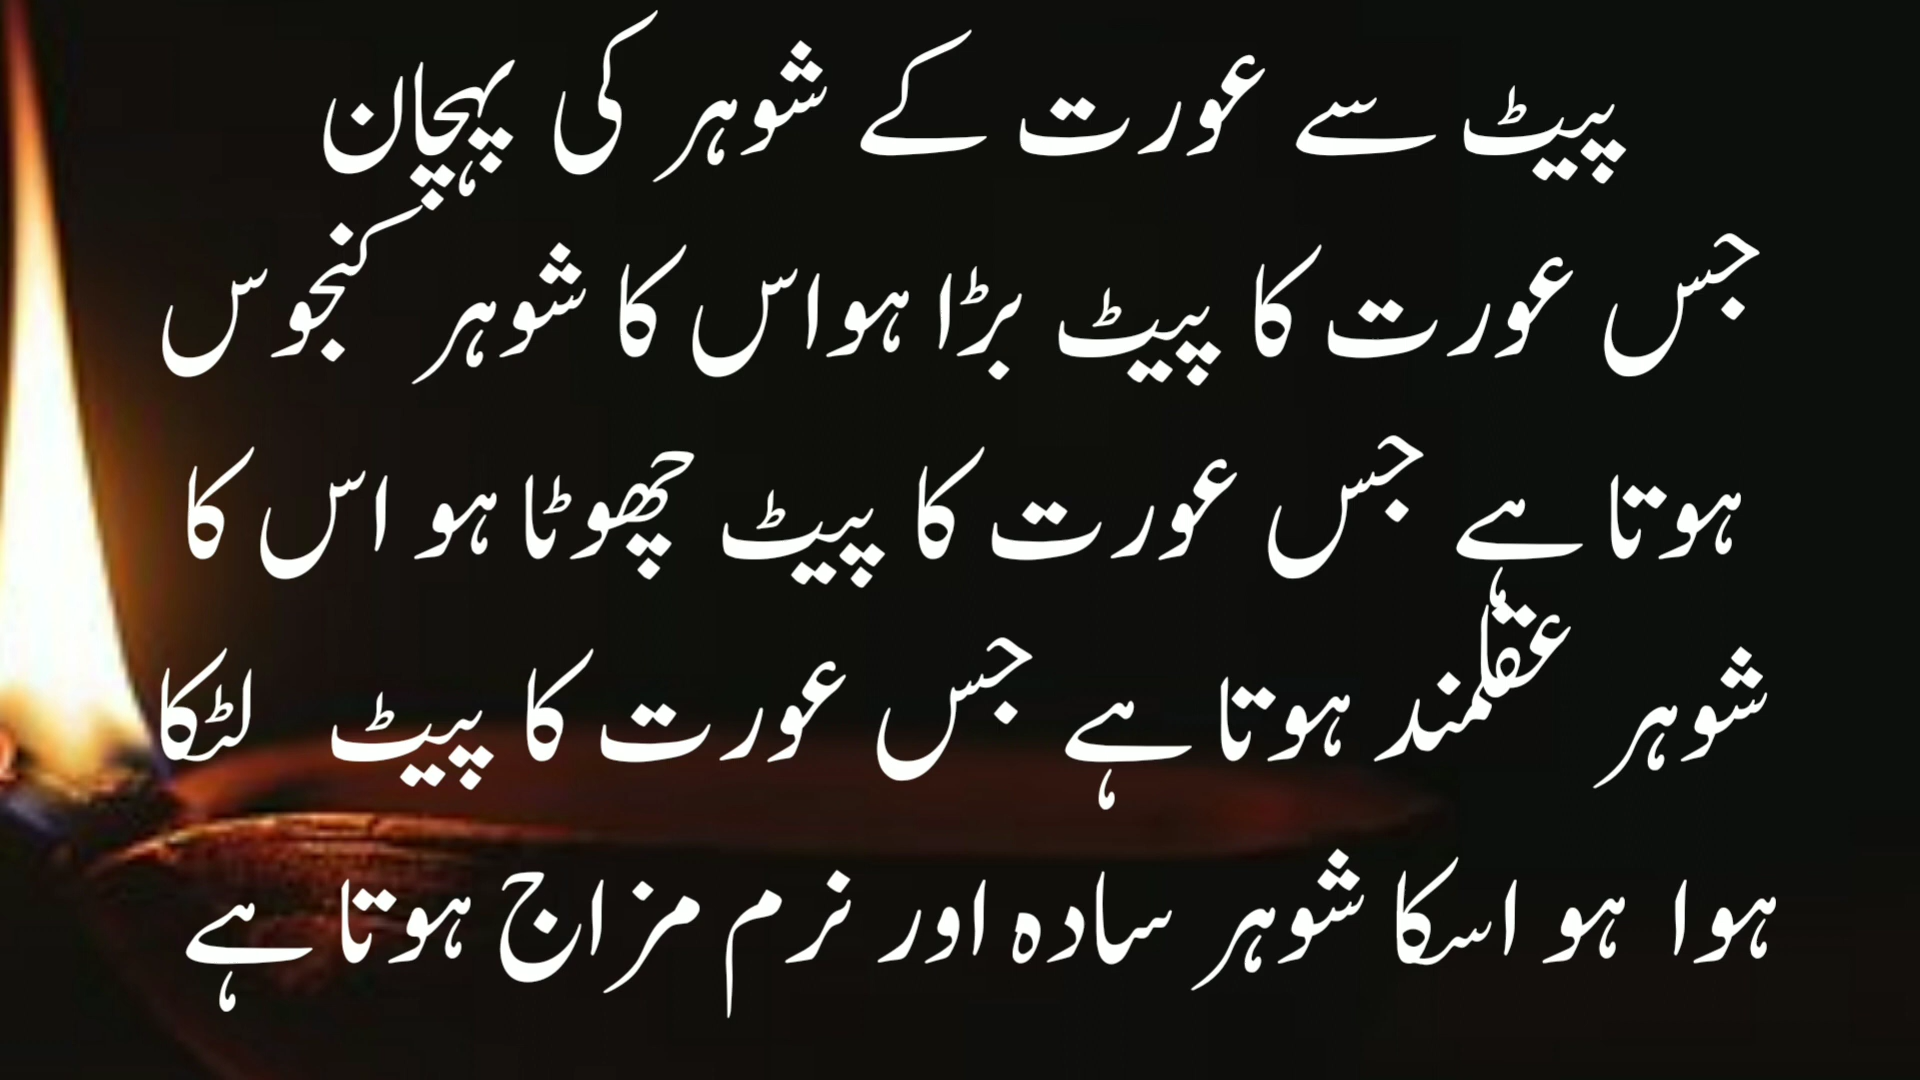 پیٹ سے عورت کے شوہر کی پہچان
جس عورت کا پیٹ بڑا ہواس کا شوہر کنجوس
ہوتا ہے جس عورت کا پیٹ چھوٹا ہو اس کا
شوہر عقلمند ہوتا ہے جس عورت کا پیٹ لٹکا
ہوا ہو اسکا شوہر سادہ اور نرم مزاج ہوتا ہے